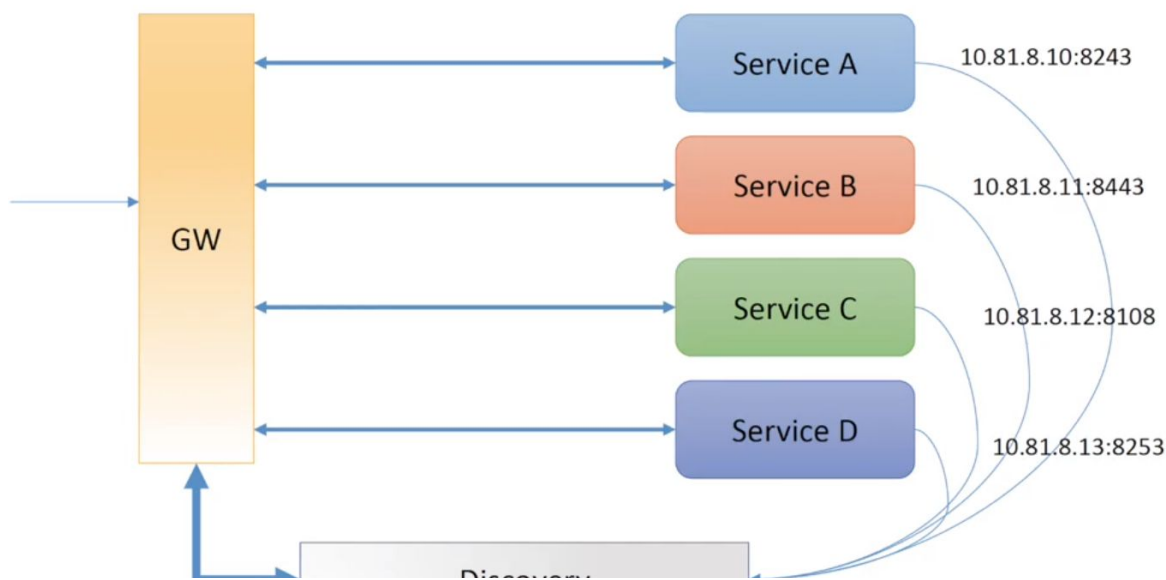 Service A
10.81.8.10:8243
Service B
10.81.8.11:8443
GW
Service C
10.81.8.12:8108
Service D
10.81.8.13:8253
Discovery